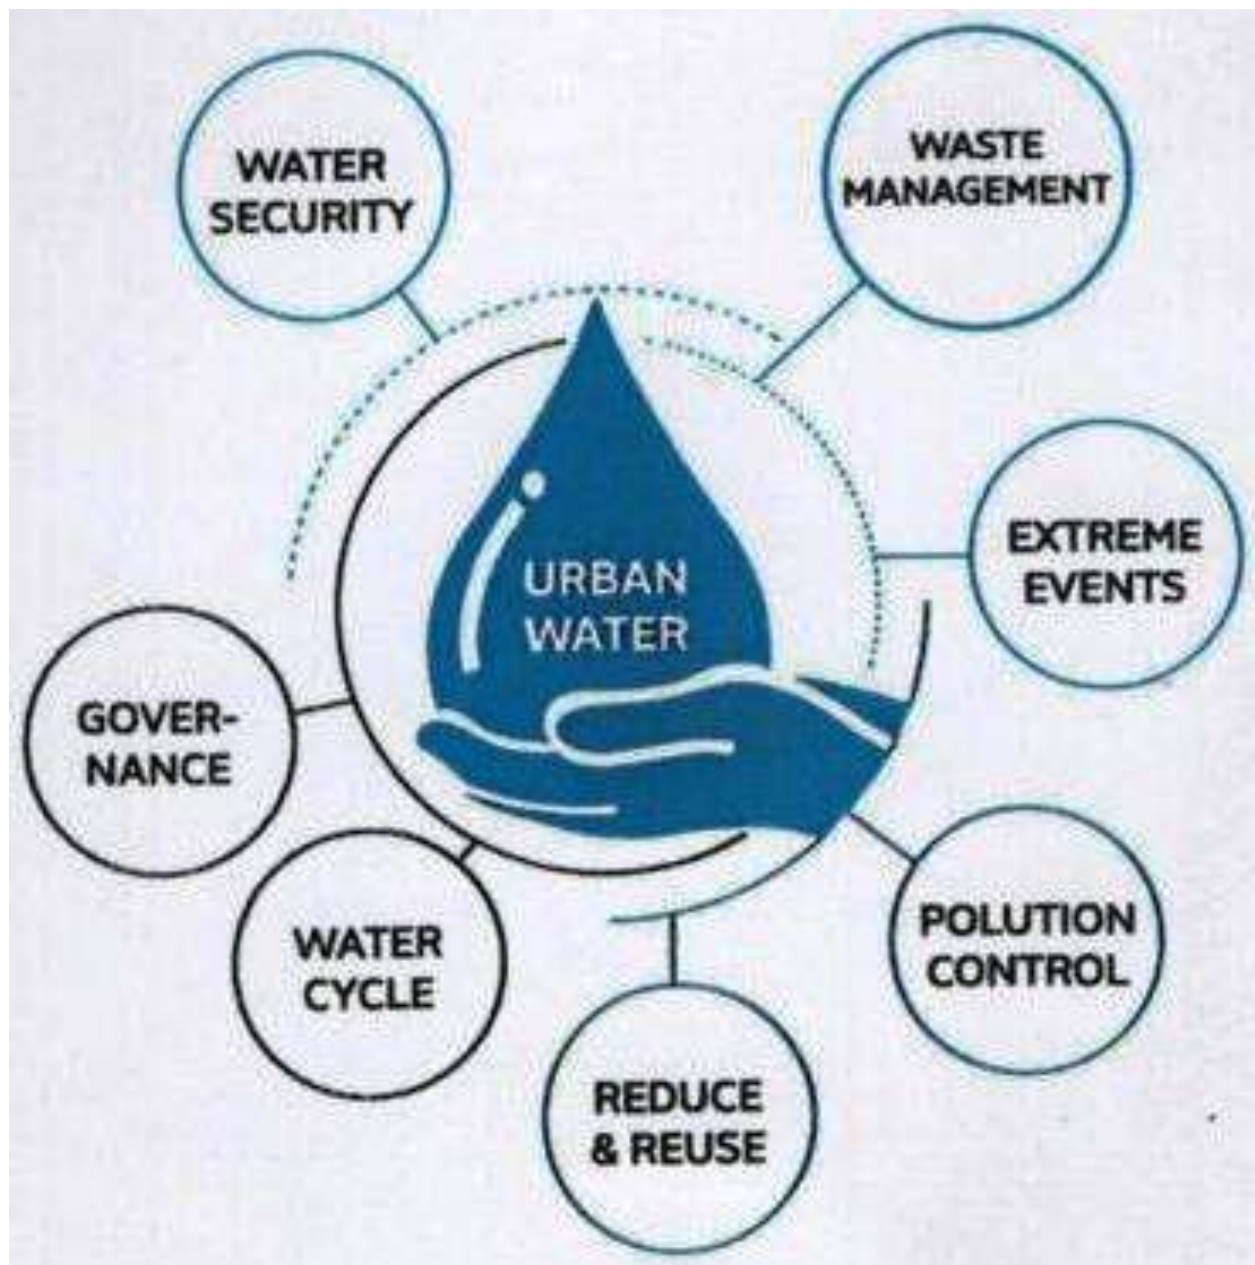 WATER
SECURITY
WASTE
MANAGEMENT
EXTREME
EVENTS
URBAN
WATER
GOVER-
NANCE
POLUTION
CONTROL
WATER
CYCLE
REDUCE
& REUSE